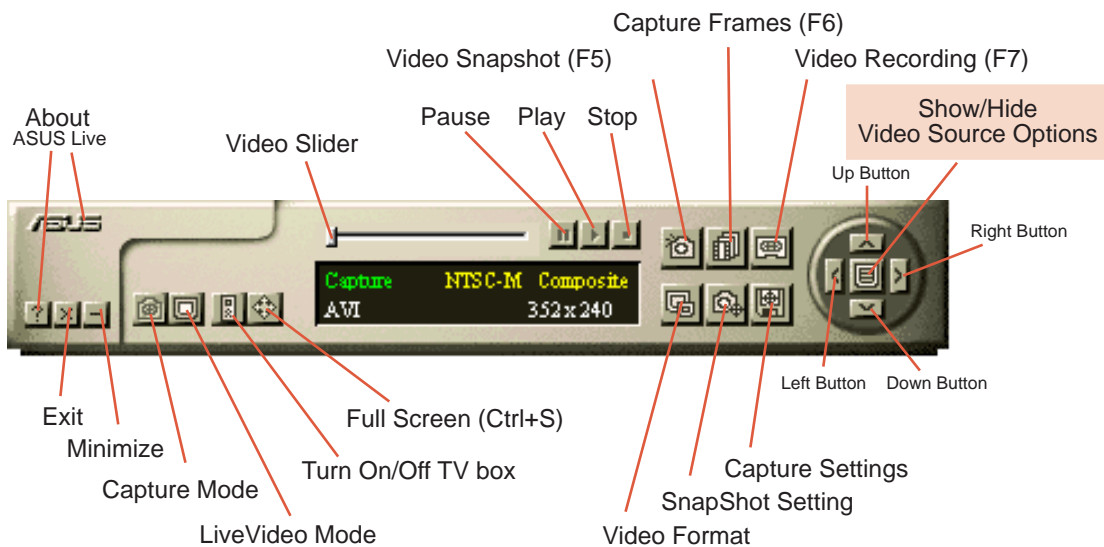 Capture Frames (F6)
Video Snapshot (F5)
Video Recording (F7)
About
ASUS Live
Video Slider
Pause
Play
Stop
Show/Hide
Video Source Options
Up Button
Right Button
ASUS
Capture
NTSC-M
Composite
AVI
352x240
?
Left Button
Down Button
Exit
Minimize
Full Screen (Ctrl+S)
Turn On/Off TV box
Capture Mode
LiveVideo Mode
Capture Settings
SnapShot Setting
Video Format